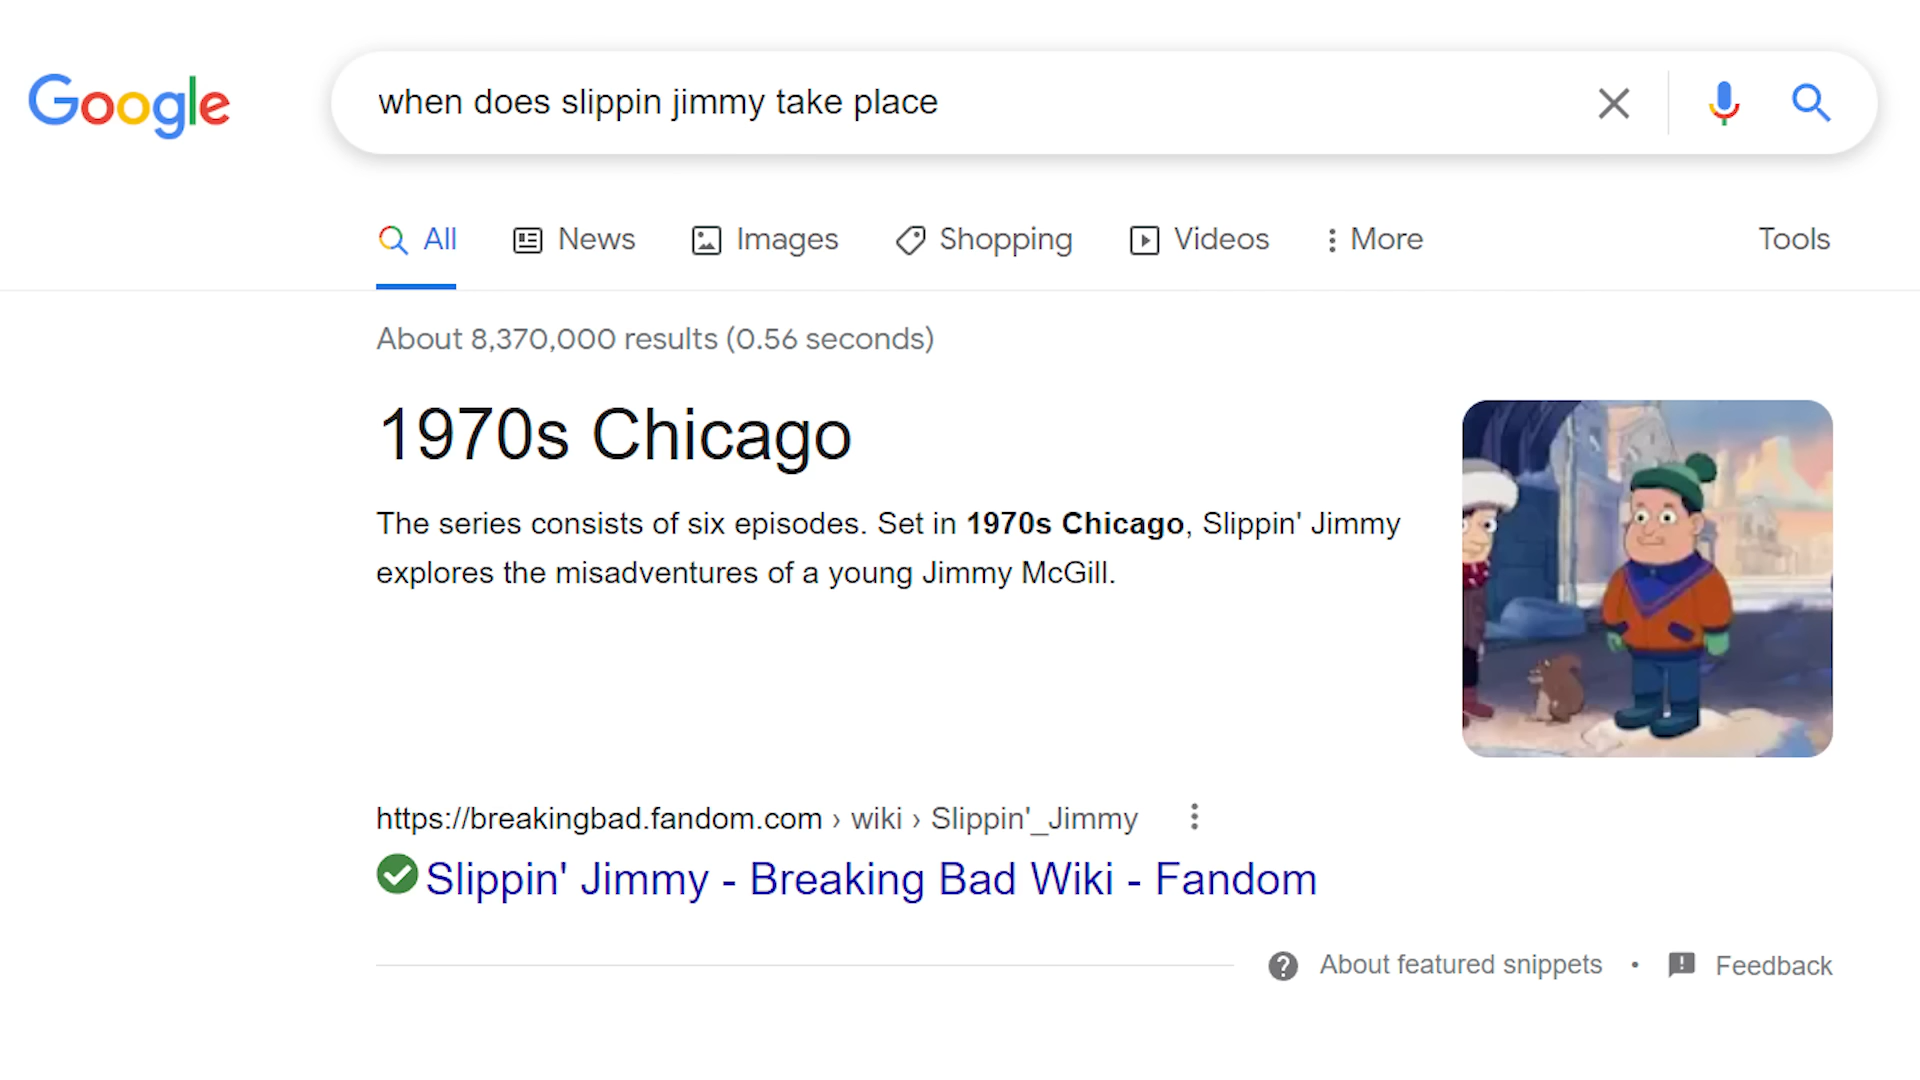 Google
when does slippin jimmy take place
All News Images Shopping Videos More Tools
About 8,370,000 results (0.56 seconds)
1970s Chicago
The series consists of six episodes. Set in 1970s Chicago, Slippin' Jimmy
explores the misadventures of a young Jimmy McGill.
https://breakingbad.fandom.com › wiki › Slippin'_Jimmy
Slippin' Jimmy - Breaking Bad Wiki - Fandom
About featured snippets • Feedback